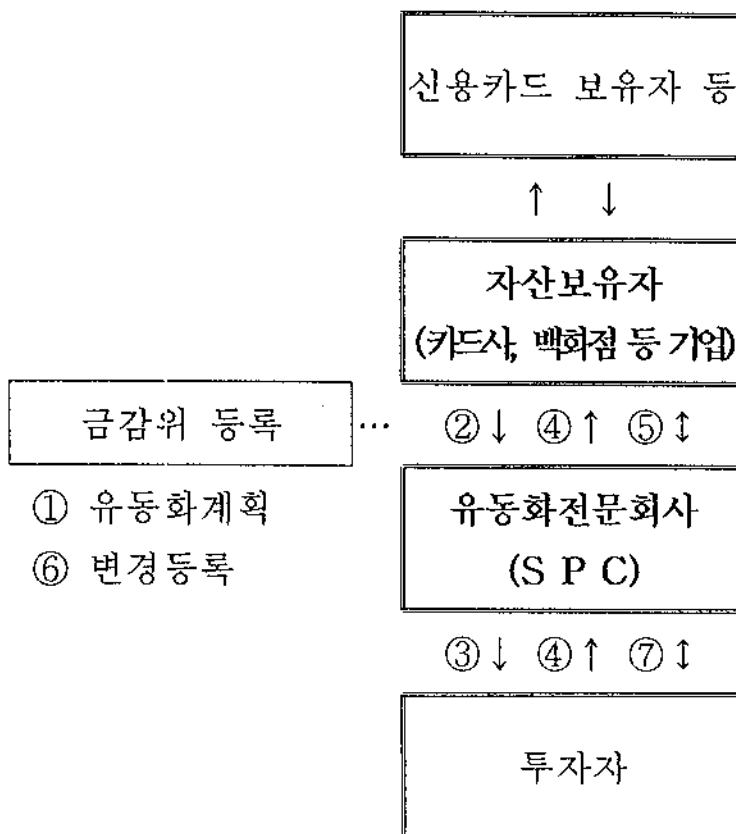 신용카드 보유자 등
↑ ↓
자산보유자
(카드사, 백화점 등 기업)
금감위 등록 … ②↓ ④↑ ⑤↕
① 유동화계획
⑥ 변경등록
유동화전문회사
(S P C)
③↓ ④↑ ⑦↕
투자자